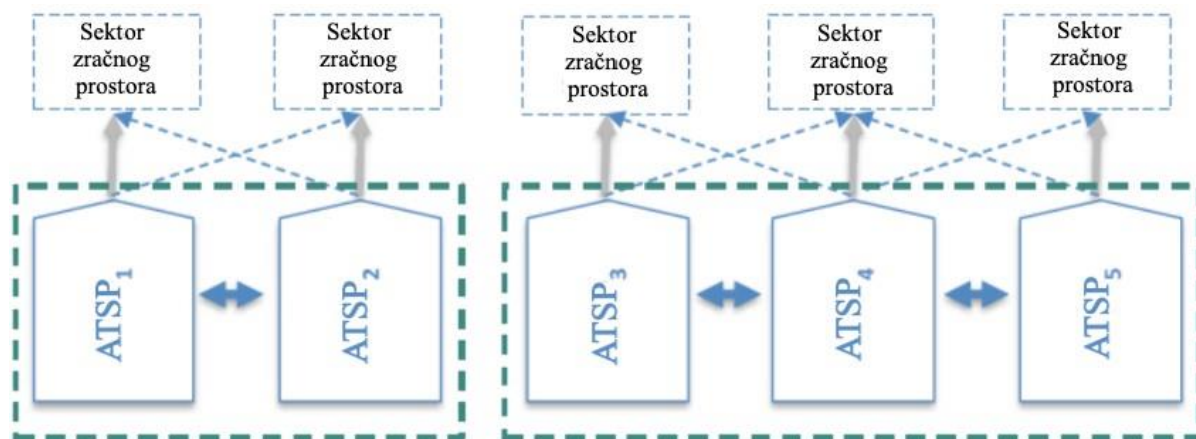 Sektor
zračnog
prostora
Sektor
zračnog
prostora
Sektor
zračnog
prostora
Sektor
zračnog
prostora
Sektor
zračnog
prostora
ATSP₁
ATSP₂
ATSP₃
ATSP₄
ATSP₅